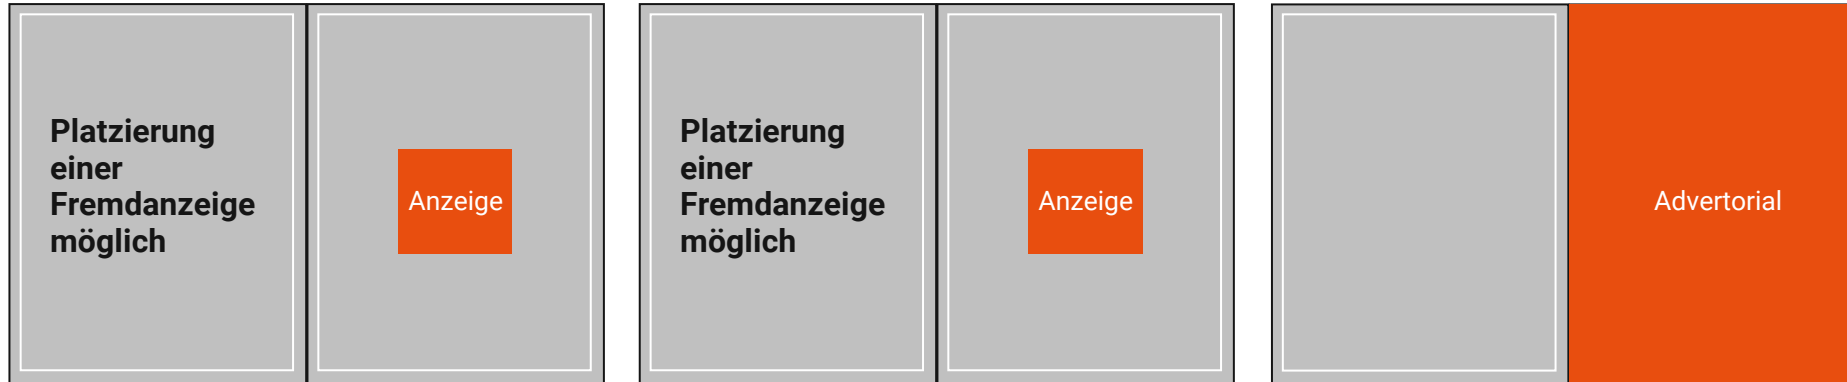 Platzierung
einer
Fremdanzeige
möglich
Anzeige
Platzierung
einer
Fremdanzeige
möglich
Anzeige
Advertorial